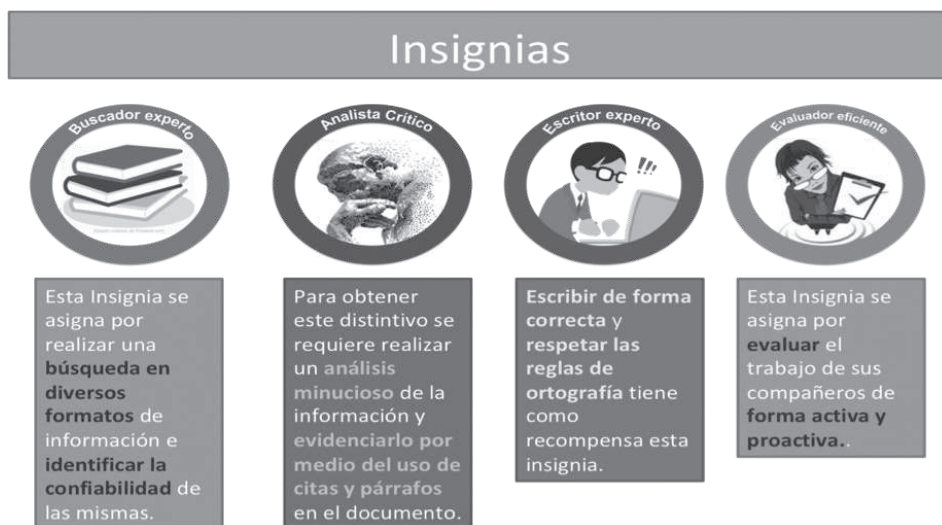 Insignias
Buscador experto
Esta Insignia se
asigna por
realizar una
búsqueda en
diversos
formatos de
información e
identificar la
confiabilidad de
las mismas.
Analista Crítico
Para obtener
este distintivo se
requiere realizar
un análisis
minucioso de la
información y
evidenciarlo por
medio del uso de
citas y párrafos
en el documento.
Escritor experto
!!!
Escribir de forma
correcta y
respetar las
reglas de
ortografía tiene
como
recompensa esta
insignia.
Evaluador eficiente
Esta Insignia se
asigna por
evaluar el
trabajo de sus
compañeros de
forma activa y
proactiva..